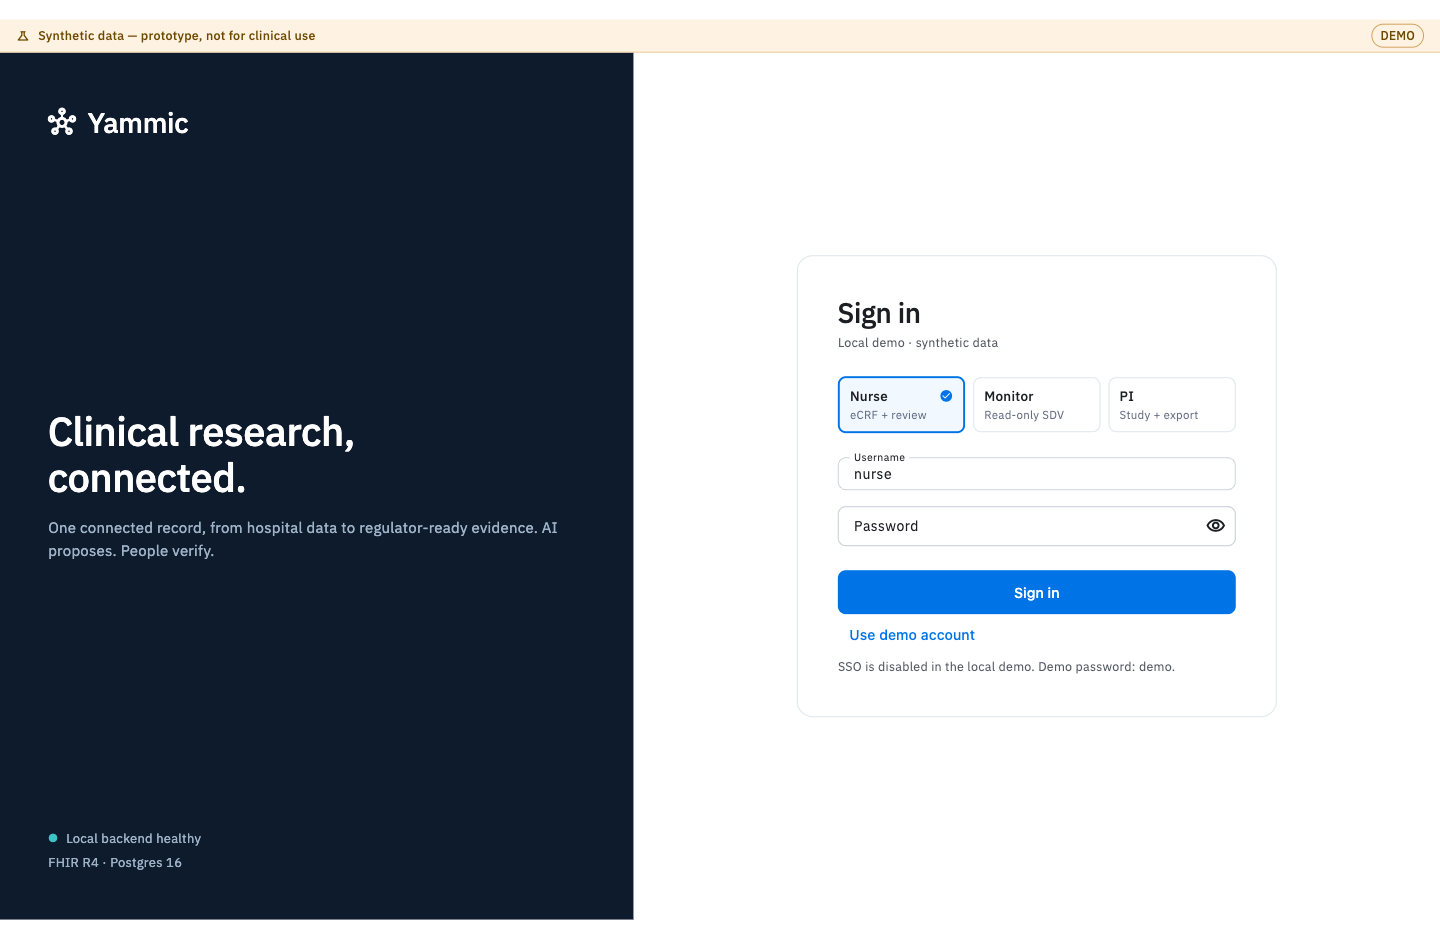 Synthetic data — prototype, not for clinical use
DEMO
Yammic
Clinical research,
connected.
One connected record, from hospital data to regulator-ready evidence. AI
proposes. People verify.
Local backend healthy
FHIR R4 · Postgres 16
Sign in
Local demo · synthetic data
Nurse
eCRF + review
Monitor
Read-only SDV
PI
Study + export
Username
nurse
Password
Sign in
Use demo account
SSO is disabled in the local demo. Demo password: demo.